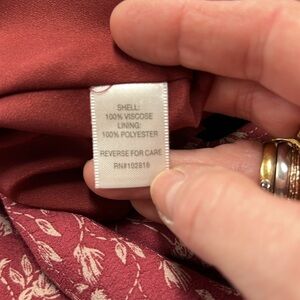 SHELL:
100% VISCOSE
LINING:
100% POLYESTER
REVERSE FOR CARE
RN#102816